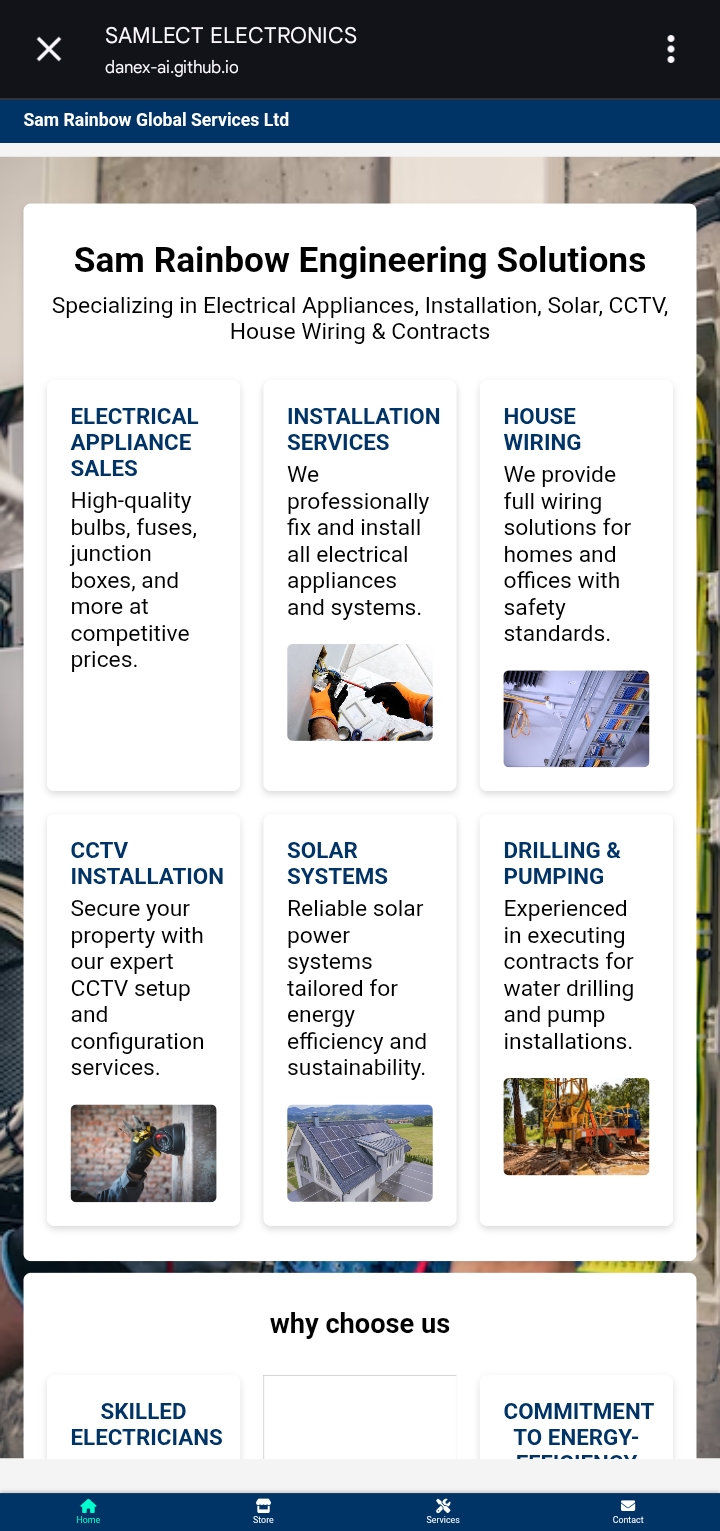 SAMLECT ELECTRONICS
danex-ai.github.io
Sam Rainbow Global Services Ltd
Sam Rainbow Engineering Solutions
Specializing in Electrical Appliances, Installation, Solar, CCTV,
House Wiring & Contracts
ELECTRICAL
APPLIANCE
SALES
High-quality
bulbs, fuses,
junction
boxes, and
more at
competitive
prices.
INSTALLATION
SERVICES
We
professionally
fix and install
all electrical
appliances
and systems.
HOUSE
WIRING
We provide
full wiring
solutions for
homes and
offices with
safety
standards.
CCTV
INSTALLATION
Secure your
property with
our expert
CCTV setup
and
configuration
services.
SOLAR
SYSTEMS
Reliable solar
power
systems
tailored for
energy
efficiency and
sustainability.
DRILLING &
PUMPING
Experienced
in executing
contracts for
water drilling
and pump
installations.
why choose us
SKILLED
ELECTRICIANS
COMMITMENT
TO ENERGY-
EFFICIENCY
Home
Store
Services
Contact